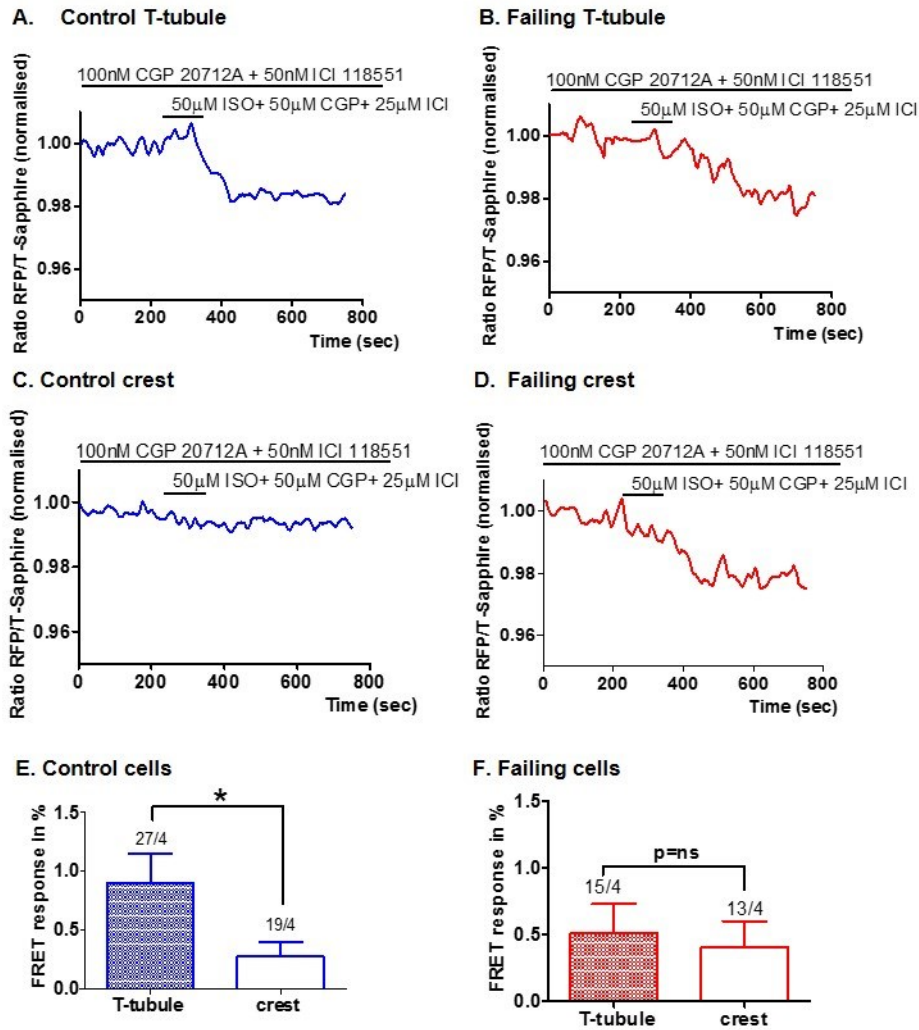 A. Control T-tubule
100nM CGP 20712A + 50nM ICI 118551
50µM ISO+ 50µM CGP+ 25µM ICI
Ratio RFP/T-Sapphire (normalised)
1.00
0.98
0.96
0 200 400 600 800
Time (sec)
B. Failing T-tubule
100nM CGP 20712A + 50nM ICI 118551
50µM ISO+ 50µM CGP+ 25µM ICI
Ratio RFP/T-Sapphire (normalised)
1.00
0.98
0.96
0 200 400 600 800
Time (sec)
C. Control crest
100nM CGP 20712A + 50nM ICI 118551
50µM ISO+ 50µM CGP+ 25µM ICI
Ratio RFP/T-Sapphire (normalised)
1.00
0.98
0.96
0 200 400 600 800
Time (sec)
D. Failing crest
100nM CGP 20712A + 50nM ICI 118551
50µM ISO+ 50µM CGP+ 25µM ICI
Ratio RFP/T-Sapphire (normalised)
1.00
0.98
0.96
0 200 400 600 800
Time (sec)
E. Control cells
FRET response in %
1.5
1.0
0.5
0.0
*
27/4
19/4
T-tubule crest
F. Failing cells
FRET response in %
1.5
1.0
0.5
0.0
p=ns
15/4
13/4
T-tubule crest